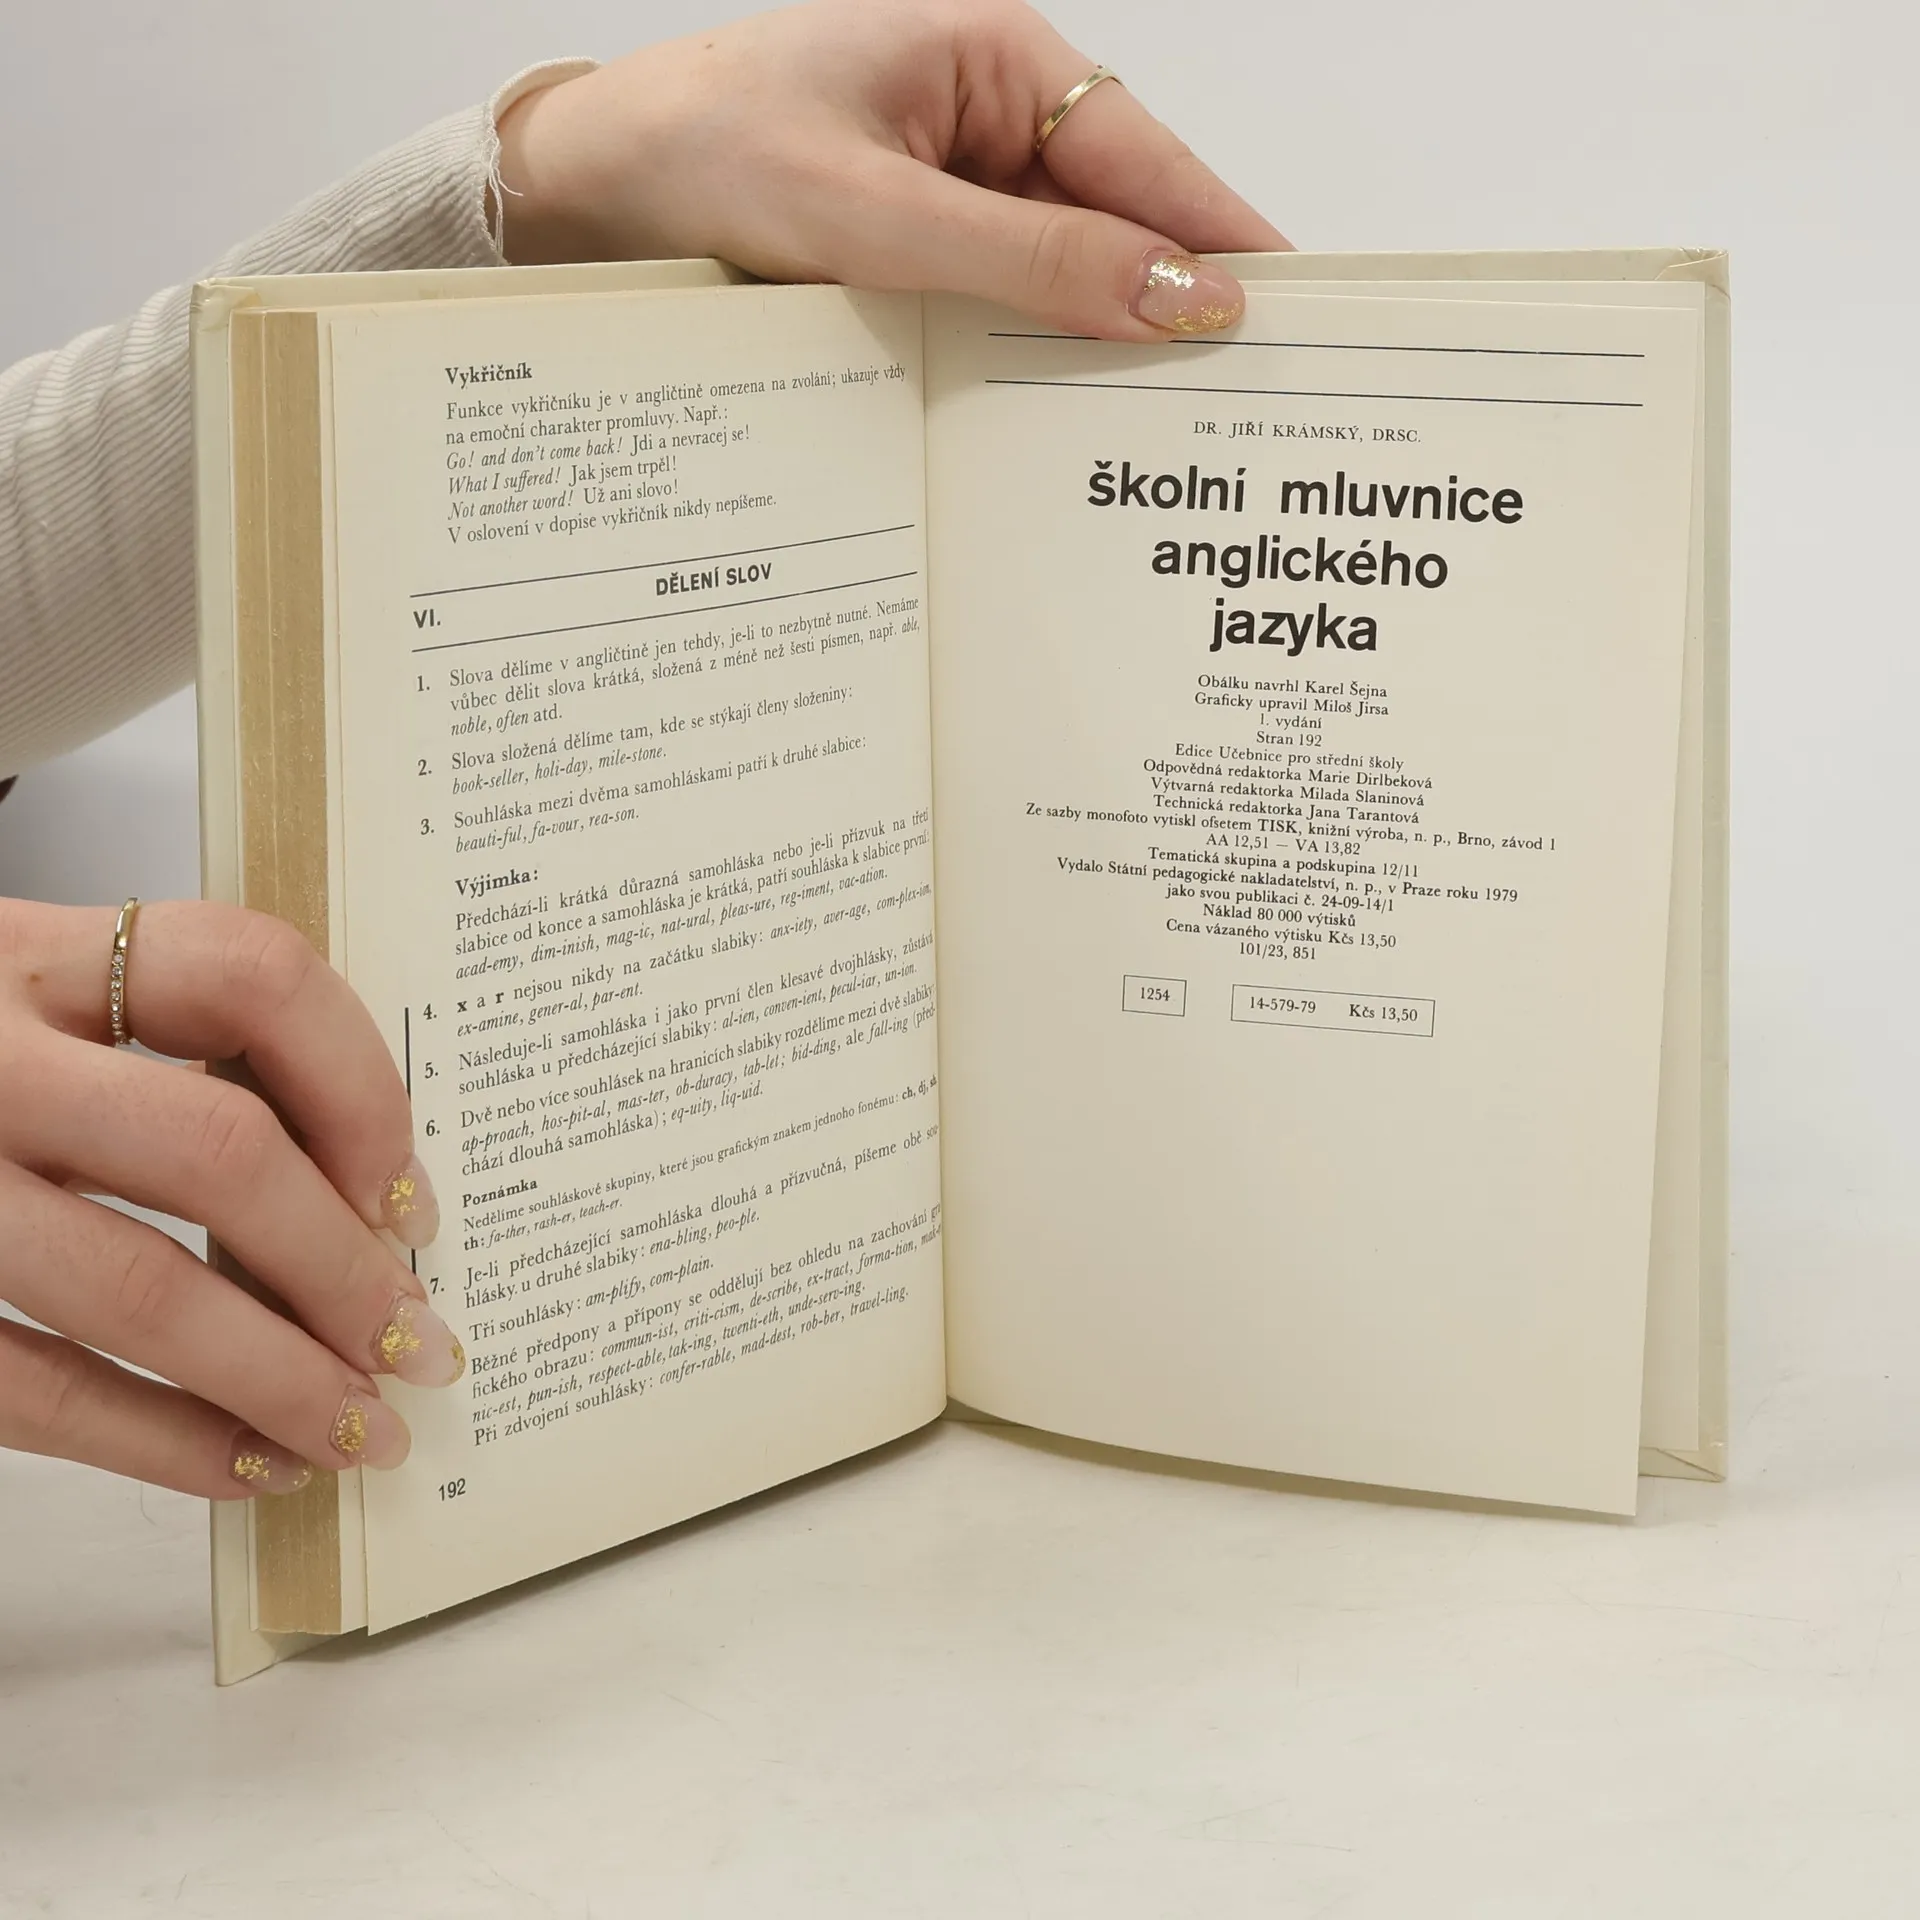 Vykřičník
Funkce vykřičníku je v angličtině omezena na zvolání; ukazuje vždy
na emoční charakter promluvy. Např.:
Go! and don't come back! Jdi a nevracej se!
What I suffered! Jak jsem trpěl!
Not another word! Už ani slovo!
V oslovení v dopise vykřičník nikdy nepíšeme.
VI. DĚLENÍ SLOV
1. Slova dělíme v angličtině jen tehdy, je-li to nezbytně nutné. Nemáme
vůbec dělit slova krátká, složená z méně než šesti písmen, např. able,
noble, often atd.
2. Slova složená dělíme tam, kde se stýkají členy složeniny:
book-seller, holi-day, mile-stone.
3. Souhláska mezi dvěma samohláskami patří k druhé slabice:
beauti-ful, fa-vour, rea-son.
Výjimka:
Předchází-li krátká důrazná samohláska nebo je-li přízvuk na třetí
slabice od konce a samohláska je krátká, patří souhláska k slabice první:
acad-emy, dim-inish, mag-ic, nat-ural, pleas-ure, reg-iment, vac-ation.
4. x a r nejsou nikdy na začátku slabiky: anx-iety, aver-age, com-plex-ion,
ex-amine, gener-al, par-ent.
5. Následuje-li samohláska i jako první člen klesavé dvojhlásky, zůstává
souhláska u předcházející slabiky: al-ien, conven-ient, pecul-iar, un-ion.
6. Dvě nebo více souhlásek na hranicích slabiky rozdělíme mezi dvě slabiky:
ap-proach, hos-pit-al, mas-ter, ob-duracy, tab-let; bid-ding, ale fall-ing (před-
chází dlouhá samohláska); eq-uity, liq-uid.
Poznámka
Nedělíme souhláskové skupiny, které jsou grafickým znakem jednoho fonému: ch, dj, sh
th: fa-ther, rash-er, teach-er.
7. Je-li předcházející samohláska dlouhá a přízvučná, píšeme obě sou
hlásky u druhé slabiky: ena-bling, peo-ple.
Tři souhlásky: am-plify, com-plain.
Běžné předpony a přípony se oddělují bez ohledu na zachování gra
fického obrazu: commun-ist, criti-cism, de-scribe, ex-tract, forma-tion, mak-
nic-est, pun-ish, respect-able, tak-ing, twenti-eth, unde-serv-ing.
Při zdvojení souhlásky: confer-rable, mad-dest, rob-ber, travel-ling.
192
DR. JIŘÍ KRÁMSKÝ, DRSC.
školní mluvnice
anglického
jazyka
Obálku navrhl Karel Šejna
Graficky upravil Miloš Jirsa
1. vydání
Stran 192
Edice Učebnice pro střední školy
Odpovědná redaktorka Marie Dirlbeková
Výtvarná redaktorka Milada Slaninová
Technická redaktorka Jana Tarantová
Ze sazby monofoto vytiskl ofsetem TISK, knižní výroba, n. p., Brno, závod 1
AA 12,51 — VA 13,82
Tematická skupina a podskupina 12/11
Vydalo Státní pedagogické nakladatelství, n. p., v Praze roku 1979
jako svou publikaci č. 24-09-14/1
Náklad 80 000 výtisků
Cena vázaného výtisku Kčs 13,50
101/23, 851
1254 14-579-79 Kčs 13,50